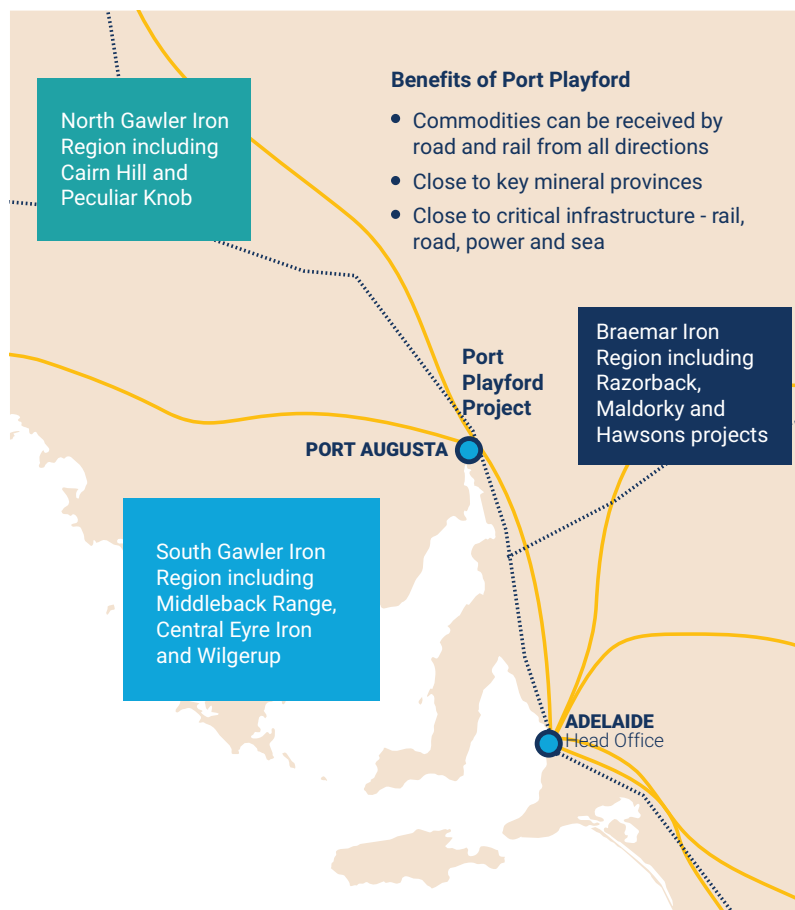 Benefits of Port Playford
• Commodities can be received by
road and rail from all directions
• Close to key mineral provinces
• Close to critical infrastructure - rail,
road, power and sea
North Gawler Iron
Region including
Cairn Hill and
Peculiar Knob
Braemar Iron
Region including
Razorback,
Maldorky and
Hawsons projects
Port
Playford
Project
PORT AUGUSTA
South Gawler Iron
Region including
Middleback Range,
Central Eyre Iron
and Wilgerup
ADELAIDE
Head Office